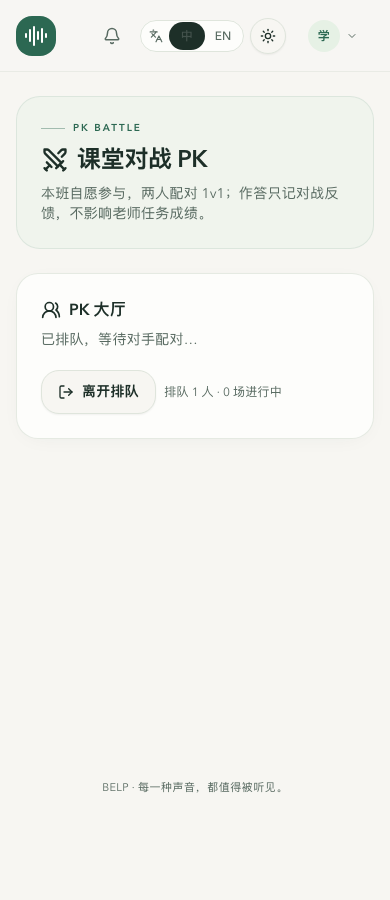 中
EN
学
PK BATTLE
课堂对战 PK
本班自愿参与，两人配对 1v1；作答只记对战反
馈，不影响老师任务成绩。
PK 大厅
已排队，等待对手配对…
离开排队
排队 1 人 · 0 场进行中
BELP · 每一种声音，都值得被听见。